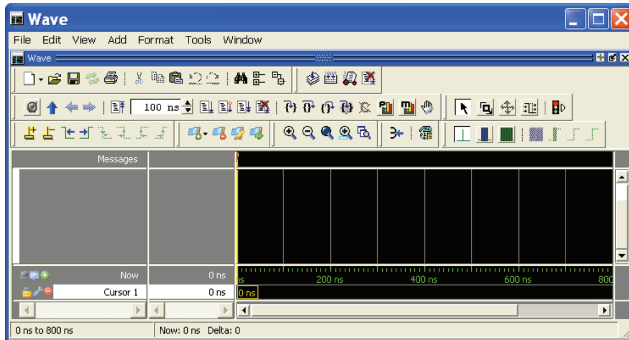 Wave
File Edit View Add Format Tools Window
Wave
100 ns
Messages
Now 0 ns
ns 200 ns 400 ns 600 ns 800
Cursor 1 0 ns 0 ns
0 ns to 800 ns Now: 0 ns Delta: 0